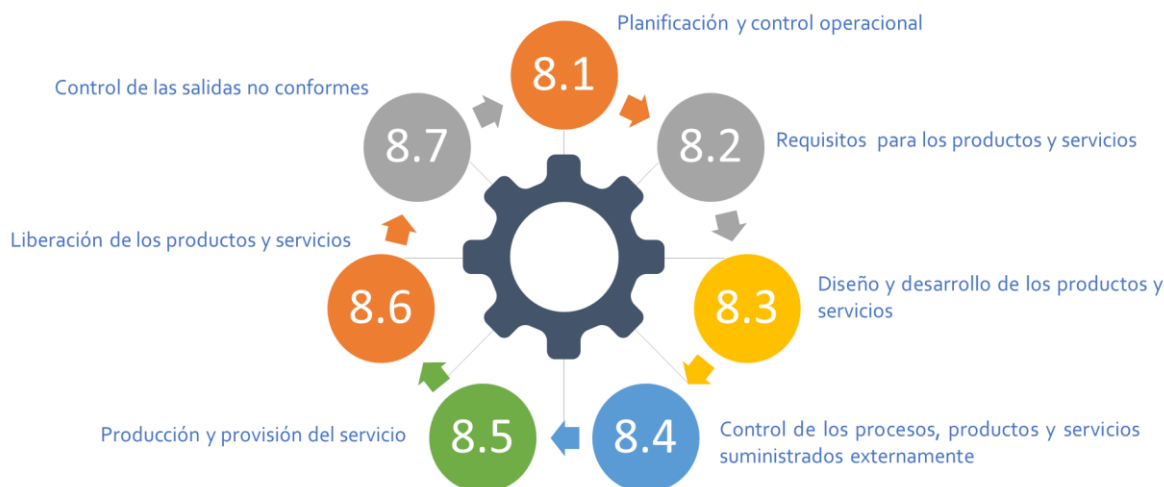 8.1
Planificación y control operacional
8.2
Requisitos para los productos y servicios
8.3
Diseño y desarrollo de los productos y
servicios
8.4
Control de los procesos, productos y servicios
suministrados externamente
8.5
Producción y provisión del servicio
8.6
Liberación de los productos y servicios
8.7
Control de las salidas no conformes